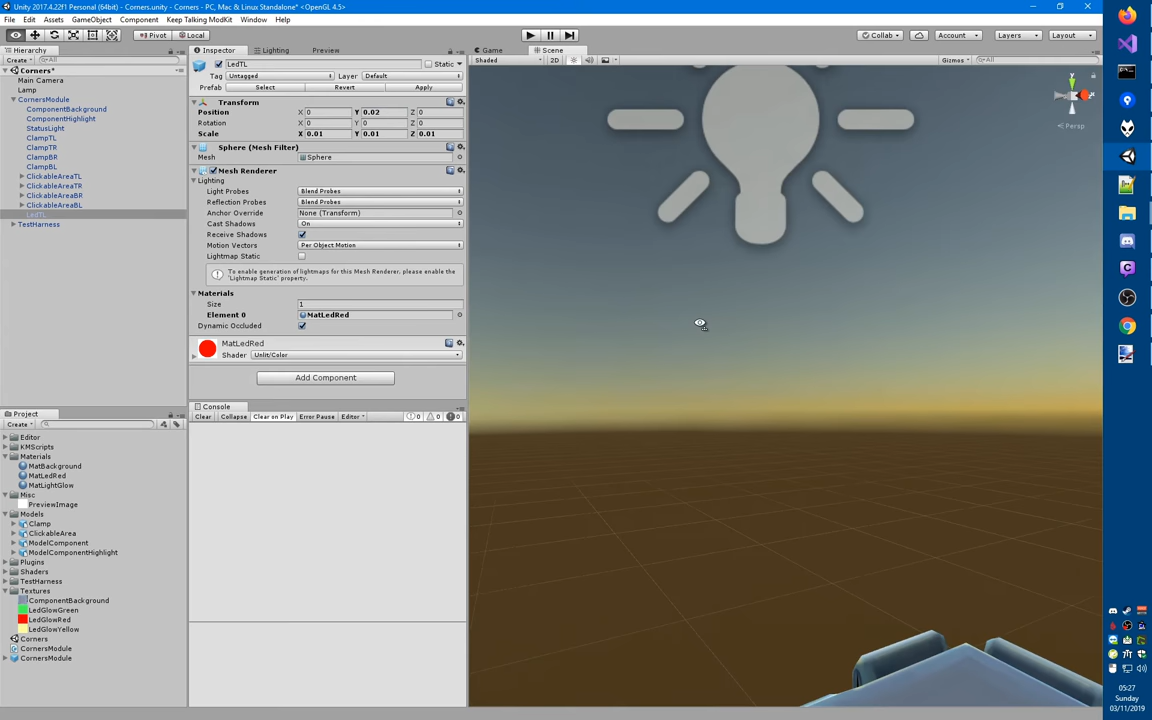 Unity 2017.4.22f1 Personal (64bit) - Corners.unity - Corners - PC, Mac & Linux Standalone* <OpenGL 4.5>
File Edit Assets GameObject Component Keep Talking ModKit Window Help
Pivot Local Collab Account Layers Layout
Hierarchy
Create All
Corners*
Main Camera
Lamp
CornersModule
ComponentBackground
ComponentHighlight
StatusLight
ClampTL
ClampTR
ClampBR
ClampBL
ClickableAreaTL
ClickableAreaTR
ClickableAreaBR
ClickableAreaBL
LedTL
TestHarness
Inspector Lighting Preview
LedTL Static
Tag Untagged Layer Default
Prefab Select Revert Apply
Transform
Position X 0 Y 0.02 Z 0
Rotation X 0 Y 0 Z 0
Scale X 0.01 Y 0.01 Z 0.01
Sphere (Mesh Filter)
Mesh Sphere
Mesh Renderer
Lighting
Light Probes Blend Probes
Reflection Probes Blend Probes
Anchor Override None (Transform)
Cast Shadows On
Receive Shadows
Motion Vectors Per Object Motion
Lightmap Static
To enable generation of lightmaps for this Mesh Renderer, please enable the
'Lightmap Static' property.
Materials
Size 1
Element 0 MatLedRed
Dynamic Occluded
MatLedRed
Shader Unlit/Color
Add Component
Console
Clear Collapse Clear on Play Error Pause Editor 0 0 0
Game Scene
Shaded 2D Gizmos All
y
Persp
Project
Create
Editor
KMScripts
Materials
MatBackground
MatLedRed
MatLightGlow
Misc
PreviewImage
Models
Clamp
ClickableArea
ModelComponent
ModelComponentHighlight
Plugins
Shaders
TestHarness
Textures
ComponentBackground
LedGlowGreen
LedGlowRed
LedGlowYellow
Corners
CornersModule
CornersModule
05:27
Sunday
03/11/2019